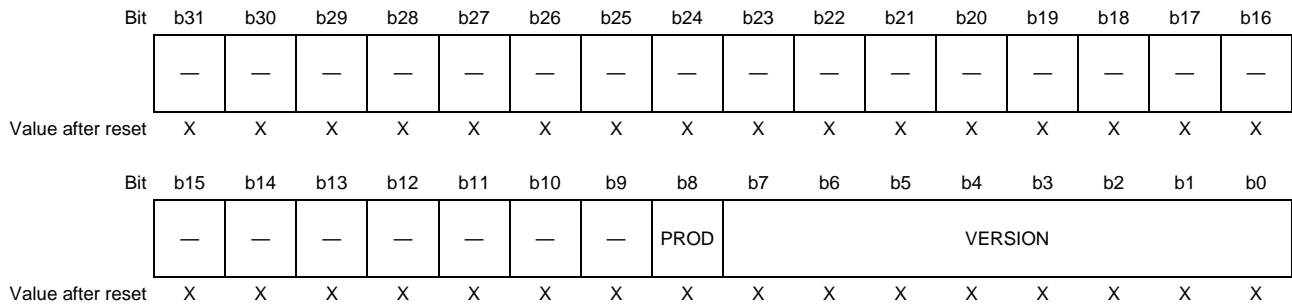 Bit b31 b30 b29 b28 b27 b26 b25 b24 b23 b22 b21 b20 b19 b18 b17 b16
— — — — — — — — — — — — — — — —
Value after reset X X X X X X X X X X X X X X X X
Bit b15 b14 b13 b12 b11 b10 b9 b8 b7 b6 b5 b4 b3 b2 b1 b0
— — — — — — — PROD VERSION
Value after reset X X X X X X X X X X X X X X X X